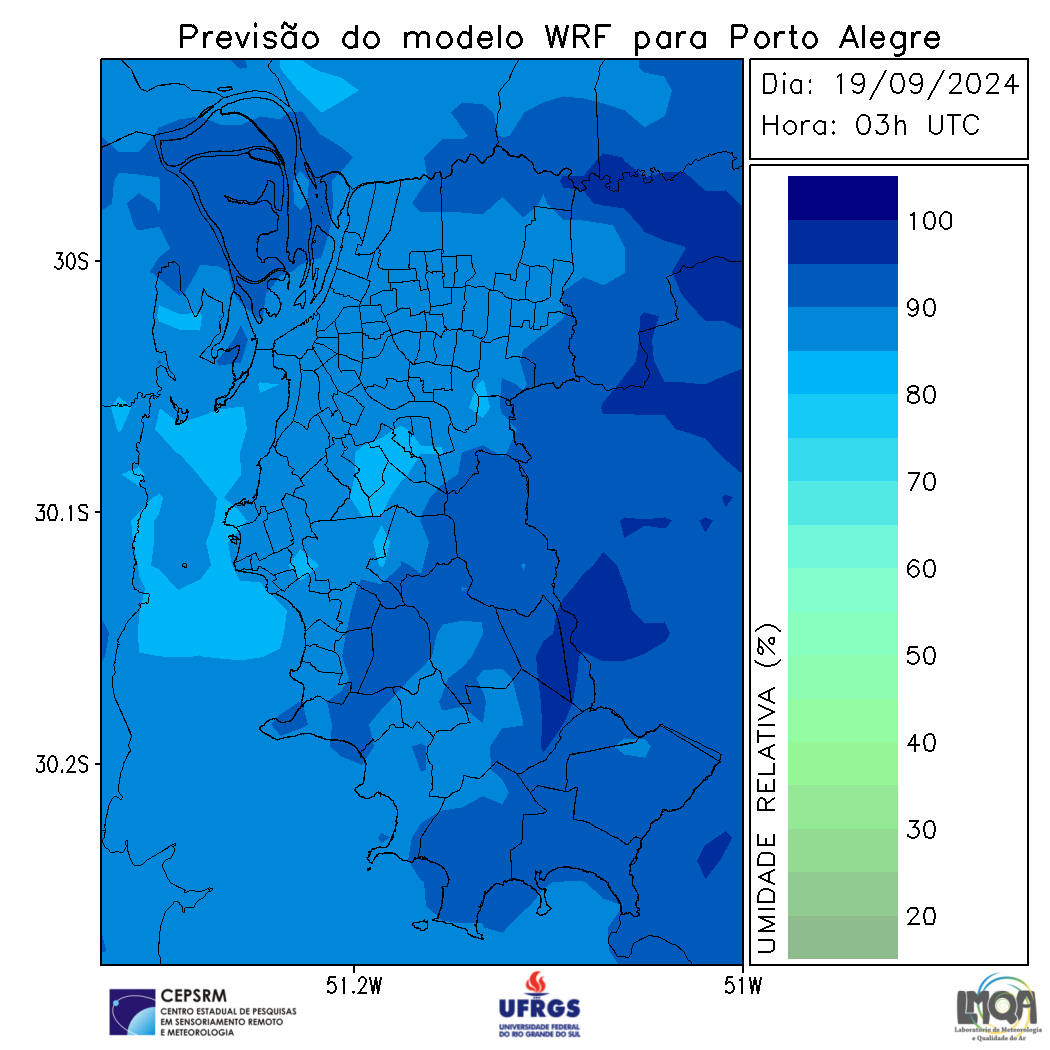 Previsão do modelo WRF para Porto Alegre
Dia: 19/09/2024
Hora: 03h UTC
100
90
80
70
60
50
40
30
20
UMIDADE RELATIVA (%)
30S
30.1S
30.2S
51.2W
51W
CEPSRM
CENTRO ESTADUAL DE PESQUISAS
EM SENSORIAMENTO REMOTO
E METEOROLOGIA
UFRGS
UNIVERSIDADE FEDERAL
DO RIO GRANDE DO SUL
LMQA
Laboratório de Meteorologia
e Qualidade do Ar